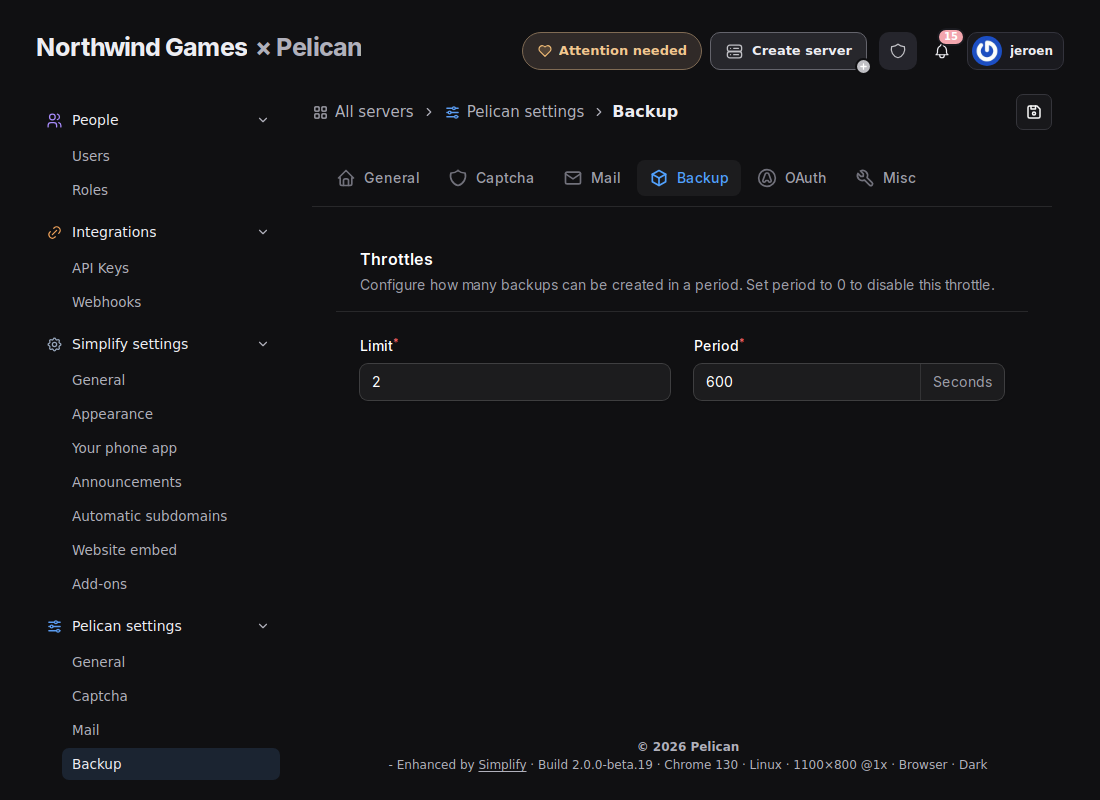 Northwind Games × Pelican
Attention needed
Create server
15
jeroen
People
Users
Roles
Integrations
API Keys
Webhooks
Simplify settings
General
Appearance
Your phone app
Announcements
Automatic subdomains
Website embed
Add-ons
Pelican settings
General
Captcha
Mail
Backup
All servers > Pelican settings > Backup
General
Captcha
Mail
Backup
OAuth
Misc
Throttles
Configure how many backups can be created in a period. Set period to 0 to disable this throttle.
Limit*
2
Period*
600 Seconds
© 2026 Pelican
- Enhanced by Simplify · Build 2.0.0-beta.19 · Chrome 130 · Linux · 1100×800 @1x · Browser · Dark